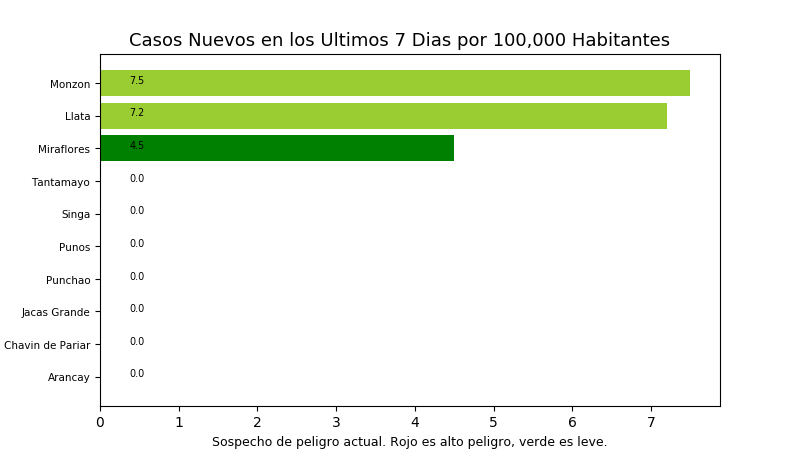 Casos Nuevos en los Ultimos 7 Dias por 100,000 Habitantes
Monzon 7.5
Llata 7.2
Miraflores 4.5
Tantamayo 0.0
Singa 0.0
Punos 0.0
Punchao 0.0
Jacas Grande 0.0
Chavin de Pariar 0.0
Arancay 0.0
0 1 2 3 4 5 6 7
Sospecho de peligro actual. Rojo es alto peligro, verde es leve.